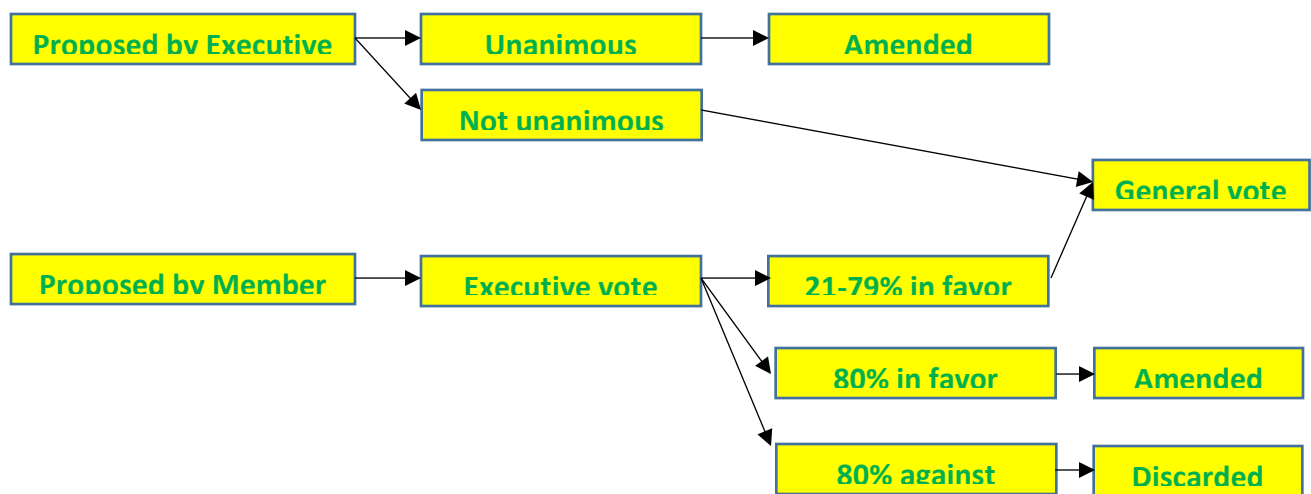 Proposed by Executive
Unanimous
Amended
Not unanimous
General vote
Proposed by Member
Executive vote
21-79% in favor
80% in favor
Amended
80% against
Discarded